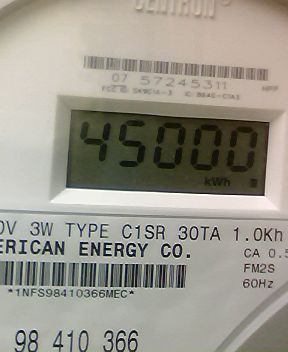 CENTRON
07 57245311
45000
kWh
0V 3W TYPE C1SR 30TA 1.0Kh
ERICAN ENERGY CO.
CA 0.5
FM2S
60Hz
*1NFS98410366MEC*
98 410 366